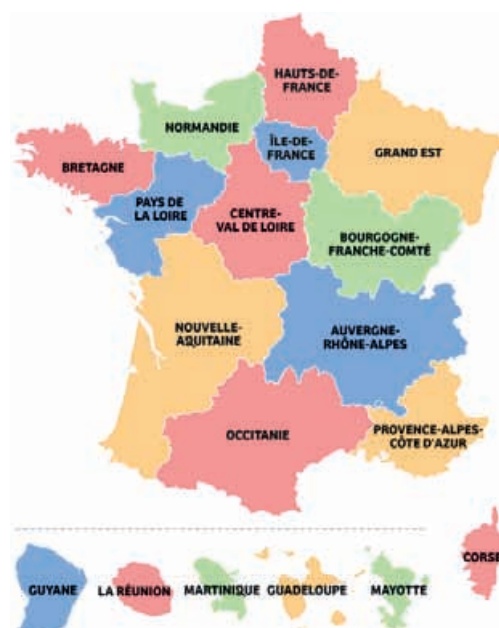 HAUTS-DE-
FRANCE
NORMANDIE
ÎLE-DE-
FRANCE
GRAND EST
BRETAGNE
PAYS DE
LA LOIRE
CENTRE-
VAL DE LOIRE
BOURGOGNE-
FRANCHE-COMTÉ
NOUVELLE-
AQUITAINE
AUVERGNE-
RHÔNE-ALPES
OCCITANIE
PROVENCE-ALPES-
CÔTE D'AZUR
CORSE
GUYANE
LA RÉUNION
MARTINIQUE
GUADELOUPE
MAYOTTE